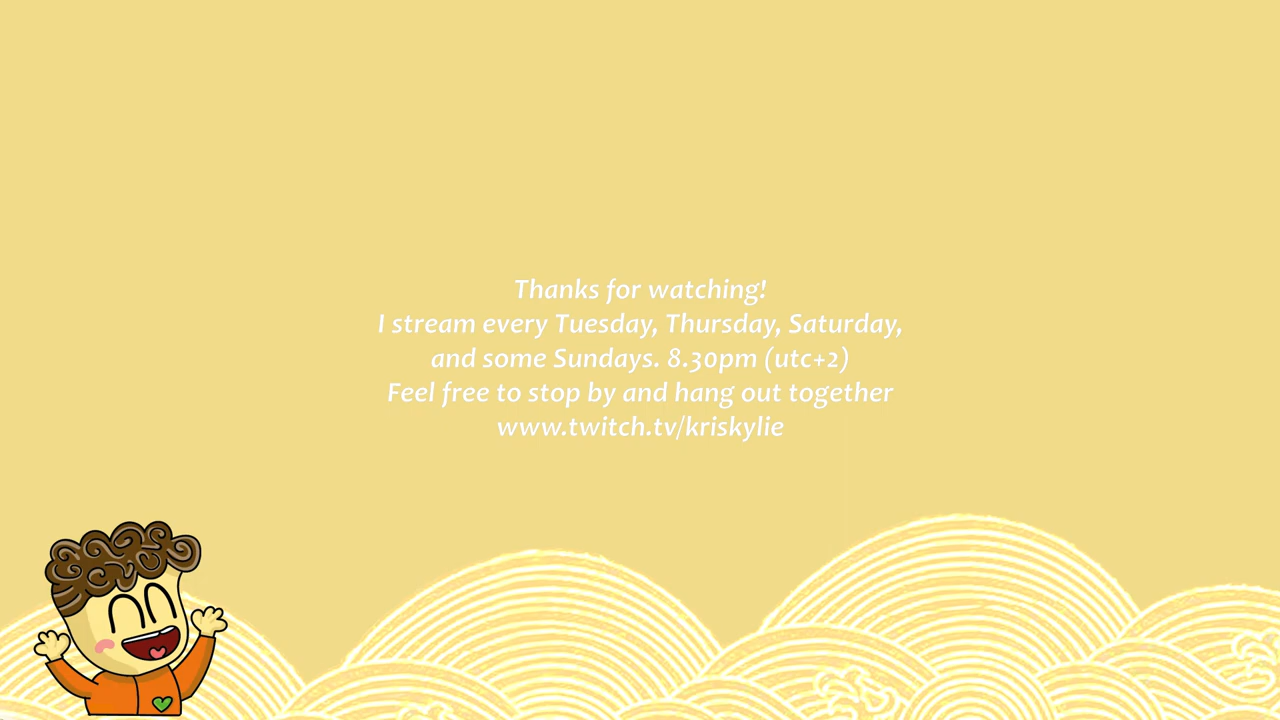 Thanks for watching!
I stream every Tuesday, Thursday, Saturday,
and some Sundays. 8.30pm (utc+2)
Feel free to stop by and hang out together
www.twitch.tv/kriskylie